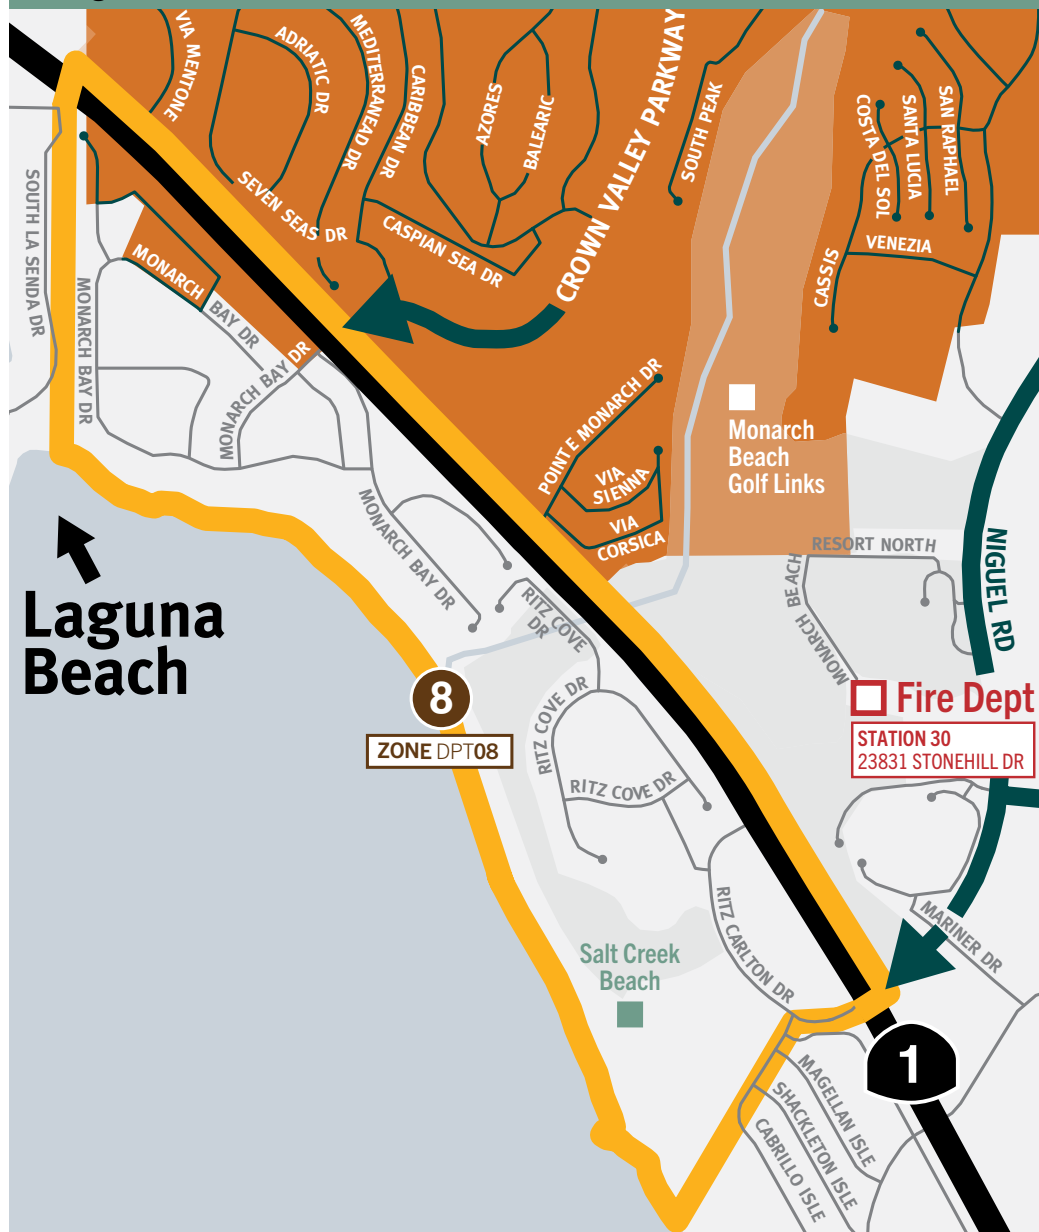 VIA MENTONE
ADRIATIC DR
MEDITERRANEAD DR
CARIBBEAN DR
AZORES
BALEARIC
CROWN VALLEY PARKWAY
SOUTH PEAK
COSTA DEL SOL
SANTA LUCIA
SAN RAPHAEL
SEVEN SEAS DR
CASPIAN SEA DR
CASSIS
VENEZIA
SOUTH LA SENDA DR
MONARCH BAY DR
MONARCH BAY DR
MONARCH BAY DR
POINTE MONARCH DR
VIA
SIENNA
VIA
CORSICA
Monarch
Beach
Golf Links
MONARCH BAY DR
RESORT NORTH
MONARCH BEACH
NIGUEL RD
Laguna
Beach
RITZ COVE
DR
8
ZONE DPT08
RITZ COVE DR
RITZ COVE DR
Fire Dept
STATION 30
23831 STONEHILL DR
MARINER DR
RITZ CARLTON DR
Salt Creek
Beach
1
MAGELLAN ISLE
SHACKLETON ISLE
CABRILLO ISLE